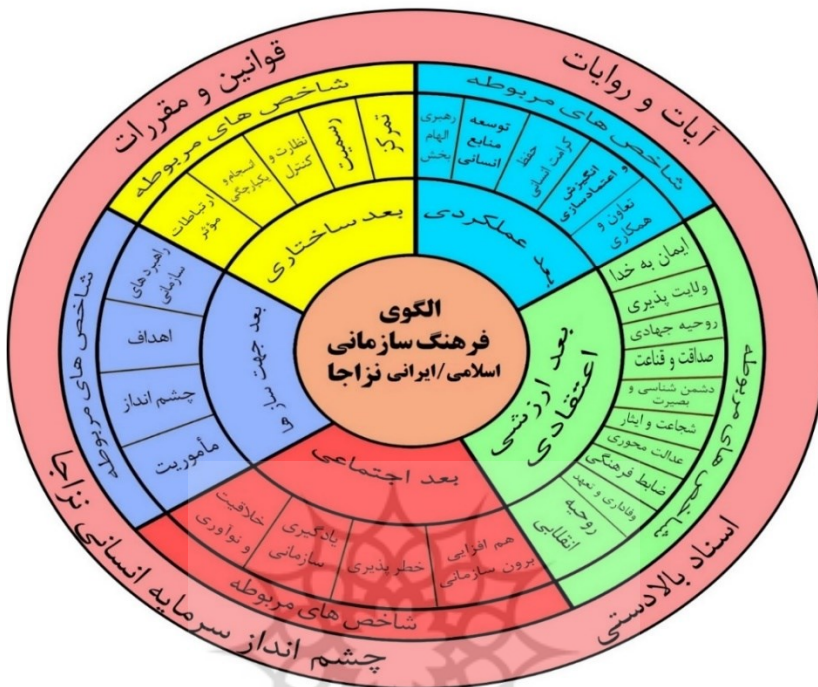 الگوی
فرهنگ سازمانی
اسلامی/ایرانی نزاجا
آیات و روایات
شاخص های مربوطه
بعد عملکردی
رهبری
الهام
بخش
توسعه
منابع
انسانی
حفظ
کرامت انسانی
انگیزش
و اعتمادسازی
تعاون و
همکاری
اسناد بالادستی
شاخص های مربوطه
بعد ارزشی
اعتقادی
ایمان به خدا
ولایت پذیری
روحیه جهادی
صداقت و قناعت
دشمن شناسی و
بصیرت
شجاعت و ایثار
عدالت محوری
ضابط فرهنگی
وفاداری و تعهد
روحیه
انقلابی
چشم انداز سرمایه انسانی نزاجا
شاخص های مربوطه
بعد اجتماعی
هم افزایی
برون سازمانی
خطر پذیری
یادگیری
سازمانی
خلاقیت
و نوآوری
شاخص های مربوطه
بعد جهت ساز ها
مأموریت
چشم انداز
اهداف
رهبردهای
سازمانی
قوانین و مقررات
شاخص های مربوطه
بعد ساختاری
ارتباطات
مؤثر
انسجام و
یکپارچگی
نظارت و
کنترل
رسمیت
تمرکز